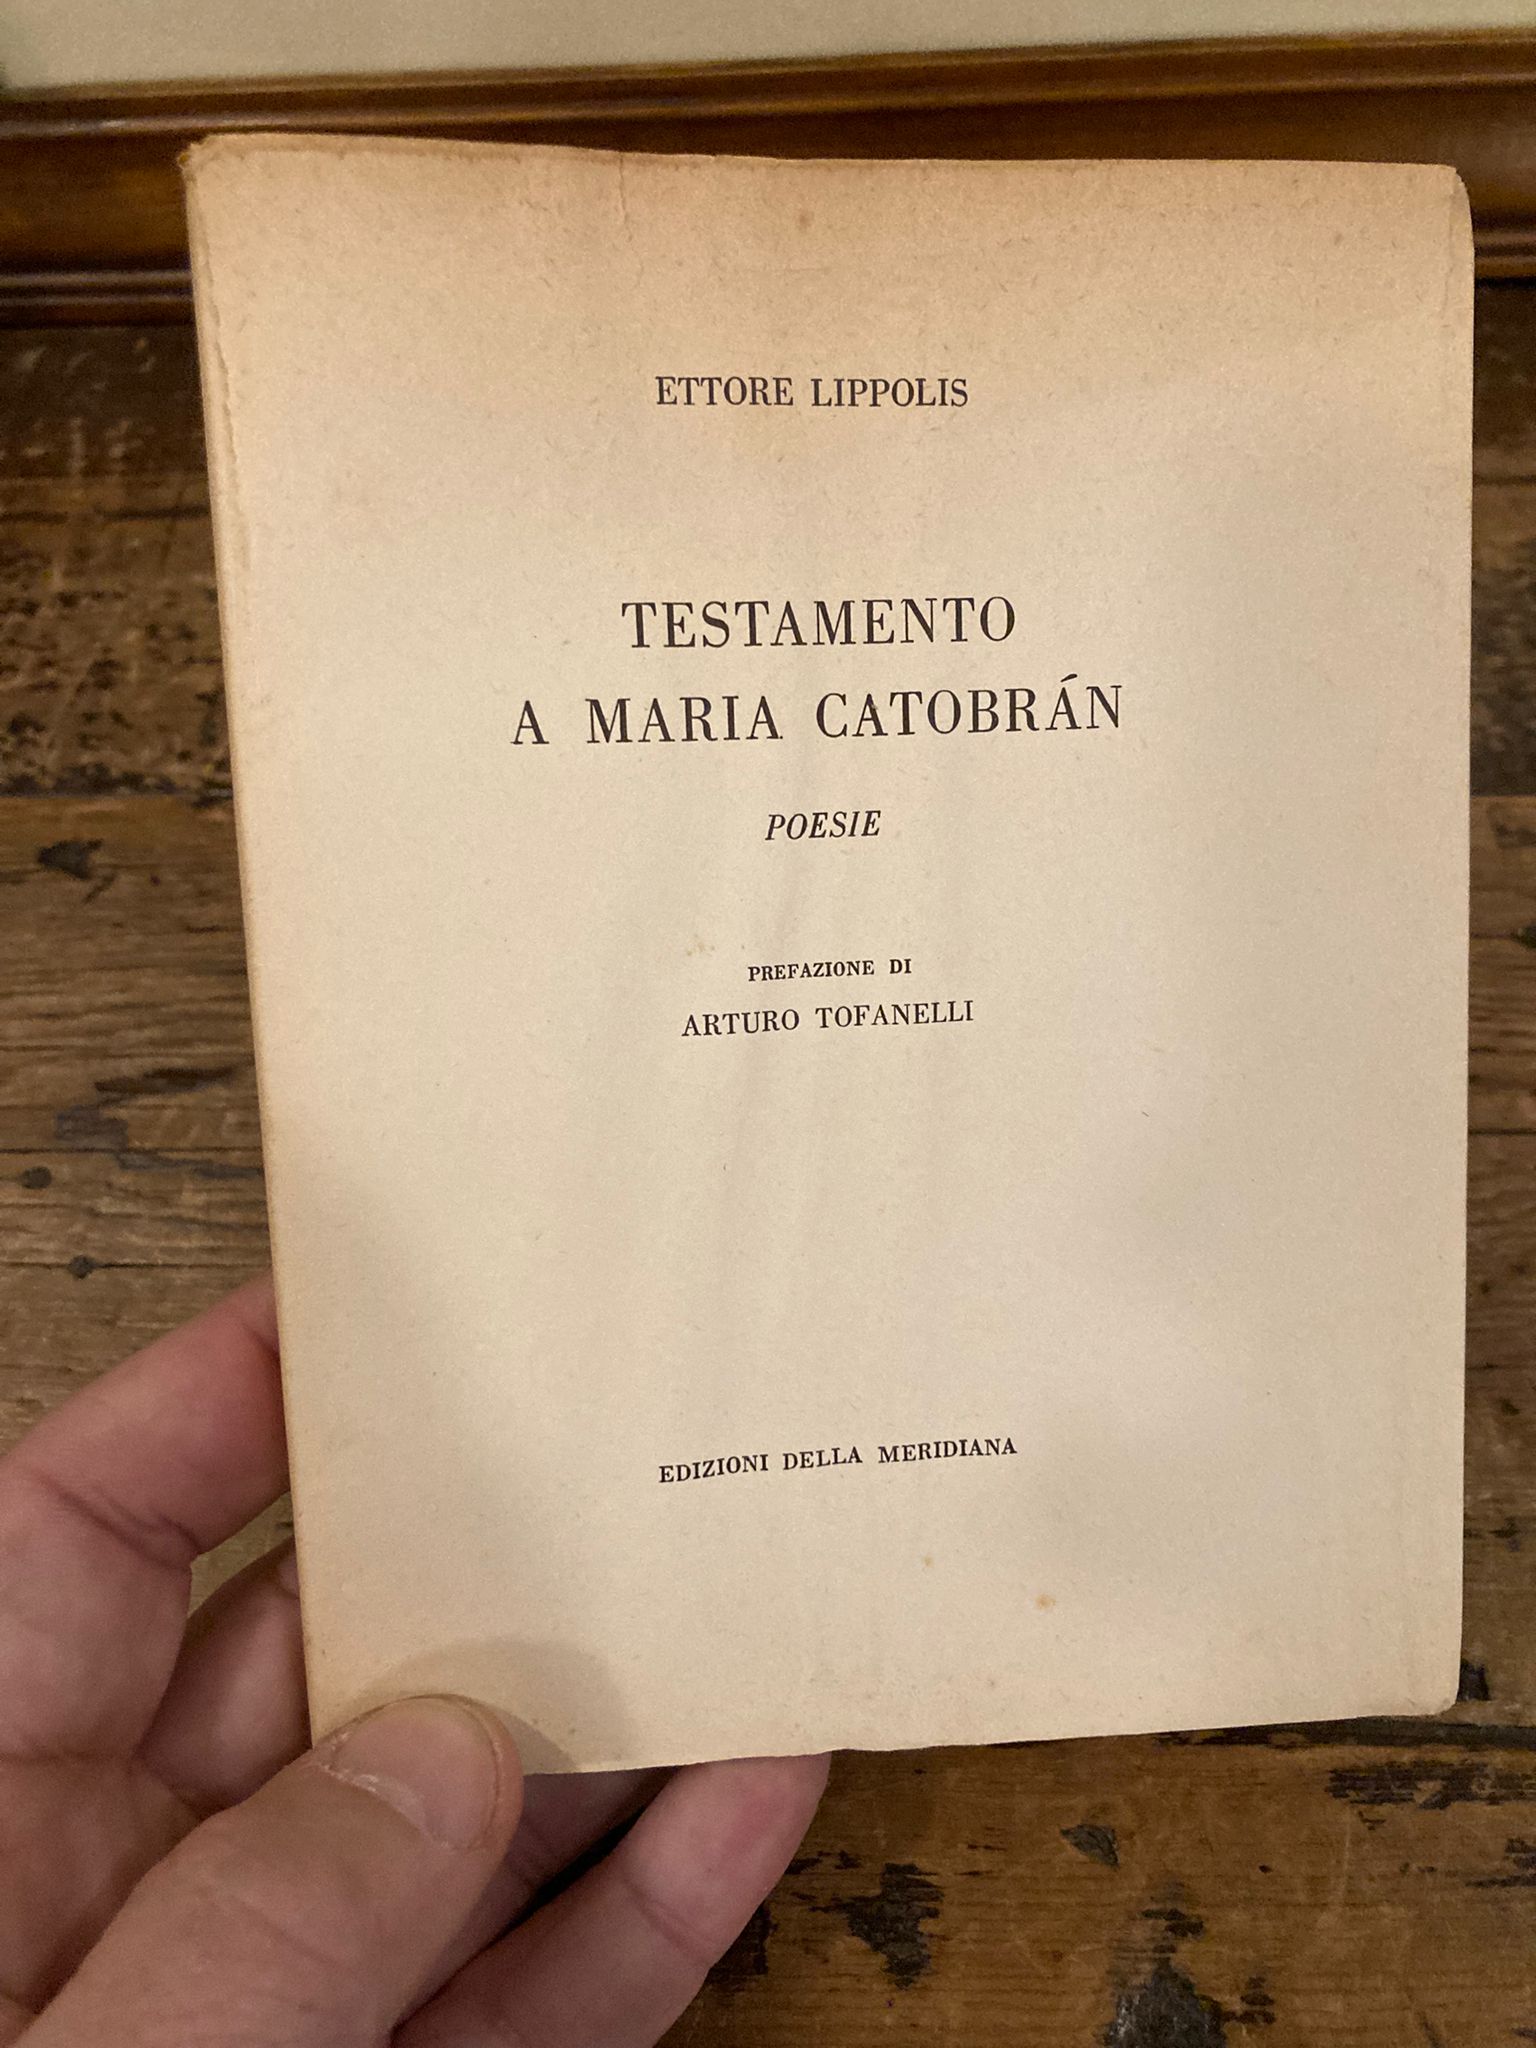 ETTORE LIPPOLIS
TESTAMENTO
A MARIA CATOBRÁN
POESIE
PREFAZIONE DI
ARTURO TOFANELLI
EDIZIONI DELLA MERIDIANA